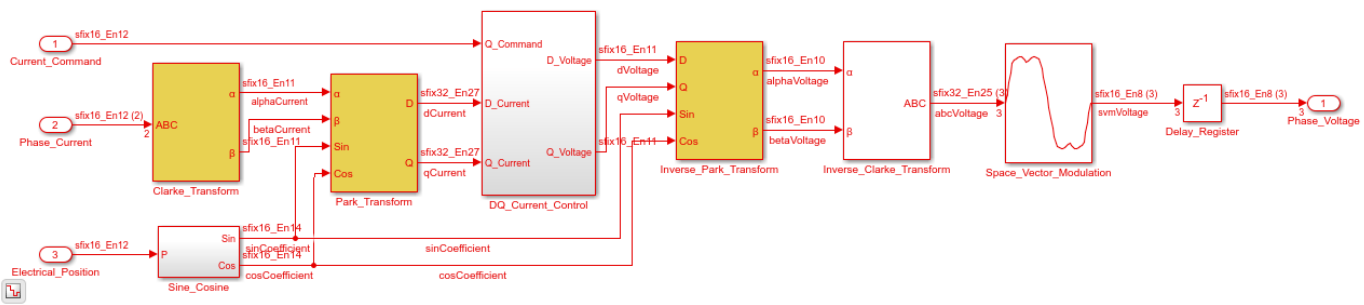 1
sfix16_En12
Current_Command
Q_Command
D_Current
Q_Current
D_Voltage
Q_Voltage
DQ_Current_Control
2
sfix16_En12 (2)
2
Phase_Current
ABC
α
β
Clarke_Transform
sfix16_En11
alphaCurrent
betaCurrent
sfix16_En11
α
β
Sin
Cos
D
Q
Park_Transform
sfix32_En27
dCurrent
sfix32_En27
qCurrent
sfix16_En11
dVoltage
qVoltage
sfix16_En11
D
Q
Sin
Cos
α
β
Inverse_Park_Transform
sfix16_En10
alphaVoltage
sfix16_En10
betaVoltage
α
β
ABC
Inverse_Clarke_Transform
sfix32_En25 (3)
abcVoltage
3
Space_Vector_Modulation
sfix16_En8 (3)
svmVoltage
3
Z-1
Delay_Register
sfix16_En8 (3)
3
1
Phase_Voltage
3
sfix16_En12
Electrical_Position
P
Sin
Cos
Sine_Cosine
sfix16_En14
sinCoefficient
sfix16_En14
cosCoefficient
sinCoefficient
cosCoefficient